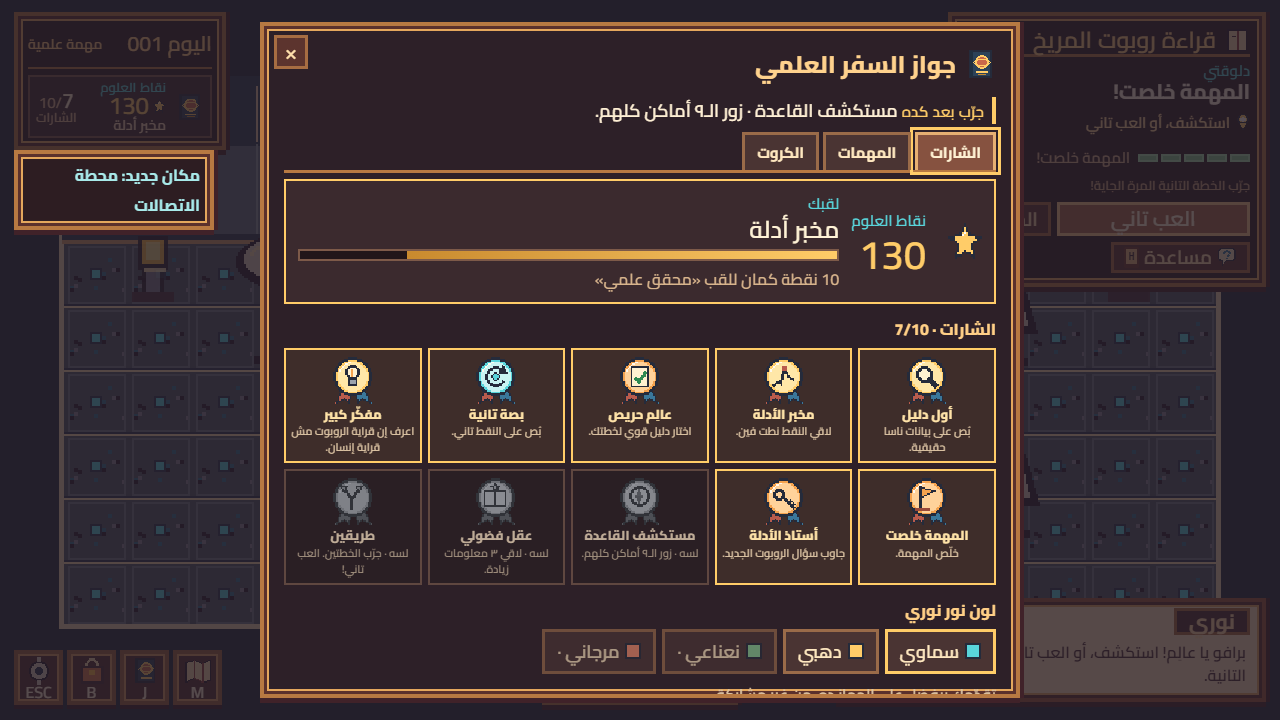 قراءة روبوت المريخ
دلوقتي
المهمة خلصت!
استكشف، أو العب تاني
المهمة خلصت!
جرّب الخطة التانية المرة الجاية!
العب تاني
مساعدة
H
اليوم 001
مهمة علمية
نقاط العلوم
130
مخبر أدلة
10/7
الشارات
مكان جديد: محطة
الاتصالات
×
جواز السفر العلمي
جرّب بعد كده مستكشف القاعدة · زور الـ٩ أماكن كلهم.
الشارات
المهمات
الكروت
نقاط العلوم
130
لقبك
مخبر أدلة
10 نقطة كمان للقب «محقق علمي»
الشارات · 7/10
أول دليل
بُص على بيانات ناسا
حقيقية.
مخبر الأدلة
لاقي النقط نطت فين.
عالِم حريص
اختار دليل قوي لخطتك.
بصة تانية
بُص على النقط تاني.
مفكّر كبير
اعرف إن قراية الروبوت مش
قراية إنسان.
المهمة خلصت
خلّص المهمة.
أستاذ الأدلة
جاوب سؤال الروبوت الجديد.
مستكشف القاعدة
لسه · زور الـ٩ أماكن كلهم.
عقل فضولي
لسه · لاقي ٣ معلومات
زيادة.
طريقين
لسه · جرّب الخطتين. العب
تاني!
لون نور نوري
سماوي
دهبي
نعناعي ·
مرجاني ·
نوري
برافو يا عالِم! استكشف، أو العب
التانية.
ESC
B
J
M